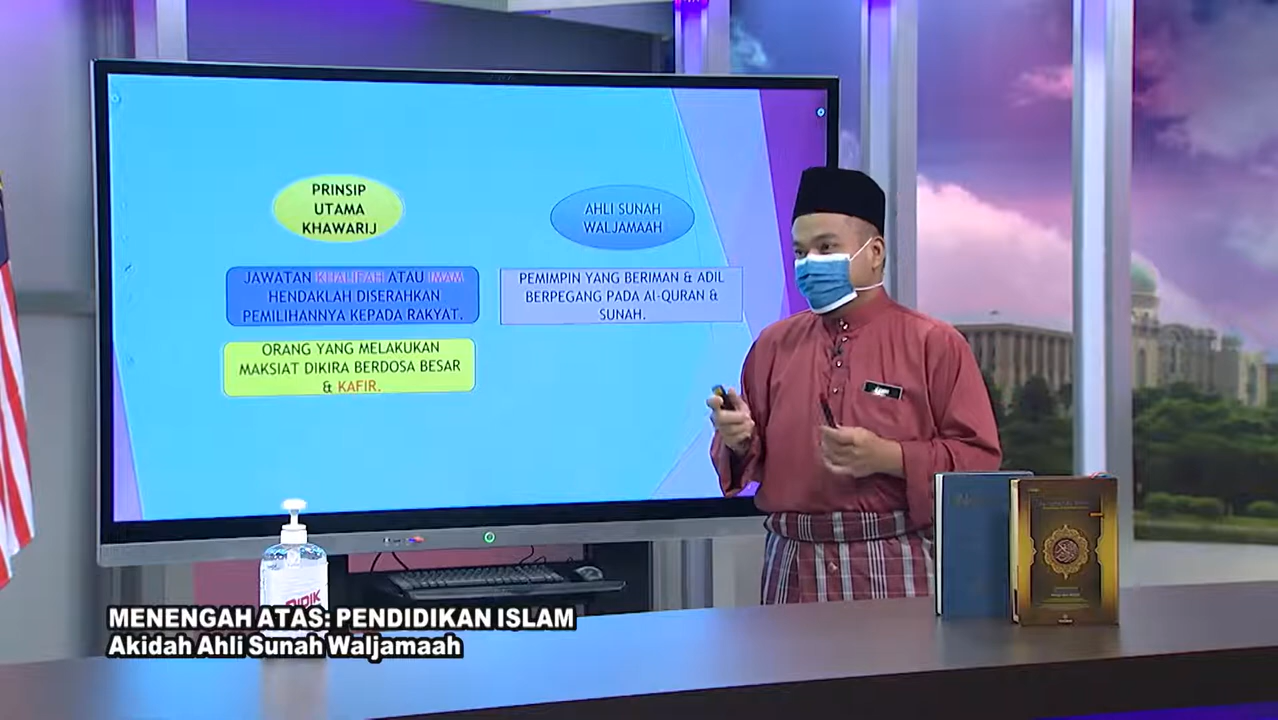 PRINSIP
UTAMA
KHAWARIJ
AHLI SUNAH
WALJAMAAH
JAWATAN KHALIFAH ATAU IMAM
HENDAKLAH DISERAHKAN
PEMILIHANNYA KEPADA RAKYAT.
PEMIMPIN YANG BERIMAN & ADIL
BERPEGANG PADA Al-QURAN &
SUNAH.
ORANG YANG MELAKUKAN
MAKSIAT DIKIRA BERDOSA BESAR
& KAFIR.
MENENGAH ATAS: PENDIDIKAN ISLAM
Akidah Ahli Sunah Waljamaah